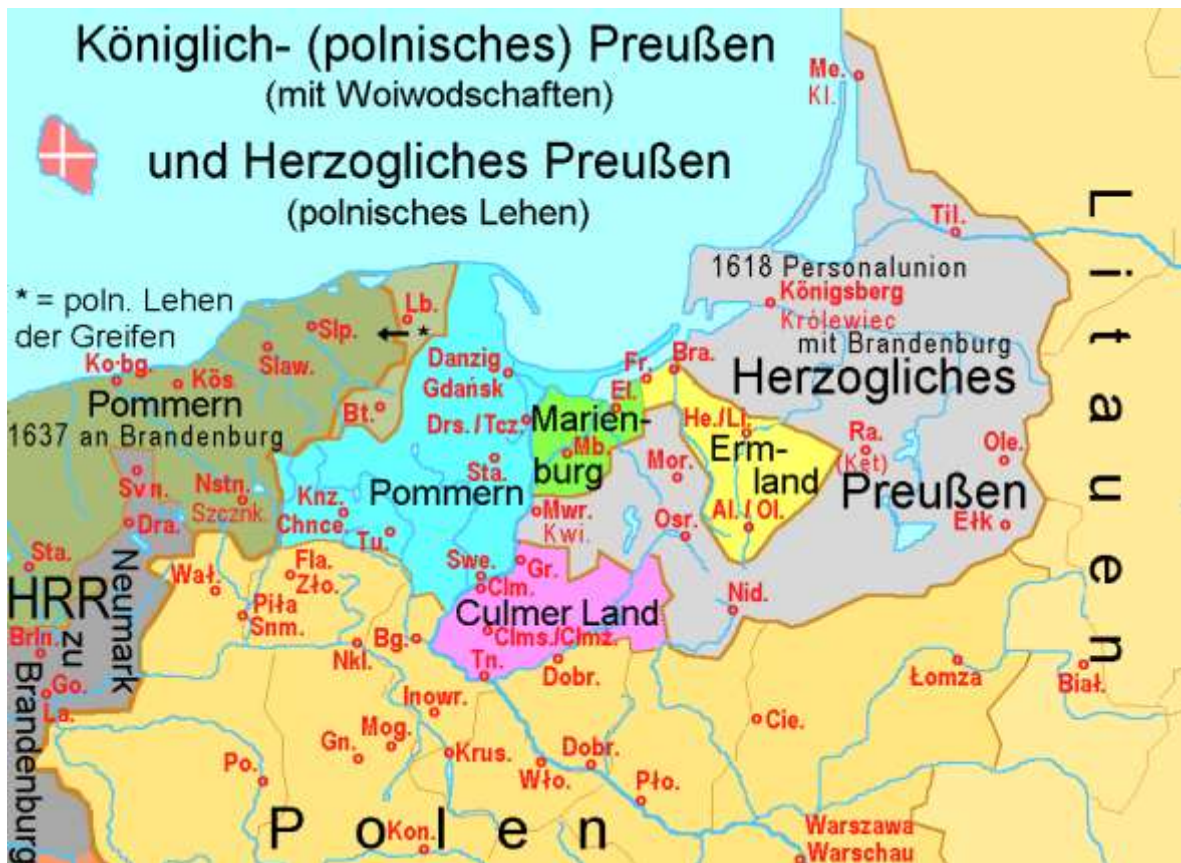 Königlich- (polnisches) Preußen
(mit Woiwodschaften)
und Herzogliches Preußen
(polnisches Lehen)
* = poln. Lehen
der Greifen
Me.
Kl.
Til.
Litauen
1618 Personalunion
Königsberg
Królewiec
mit Brandenburg
Herzogliches
Preußen
Lb.
*
Slp.
Slaw.
Ko·bg.
Kös.
Pommern
1637 an Brandenburg
Bt.
Danzig
Gdańsk
Fr.
Bra.
El.
Drs. / Tcz.
Marien-
burg
Mb.
He./Li.
Erm-
land
Ra.
(Kęt)
Ole.
Sta.
Pommern
Mor.
Svn.
Nstn.
Szcznk.
Knz.
Chnce.
Mwr.
Kwi.
Osr.
Al. / Ol.
Ełk
Dra.
Tu.
Sta.
Neumark
HRR
zu
Brandenburg
Wał.
Fla.
Zło.
Swe.
Clm.
Gr.
Culmer Land
Clms./Clmż.
Nid.
Piła
Snm.
Brln.
Bg.
Nkl.
Tn.
Dobr.
Łomza
Biał.
Go.
La.
Inowr.
Cie.
Mog.
Gn.
Krus.
Dobr.
Wło.
Po.
Pło.
Polen
Kon.
Warszawa
Warschau